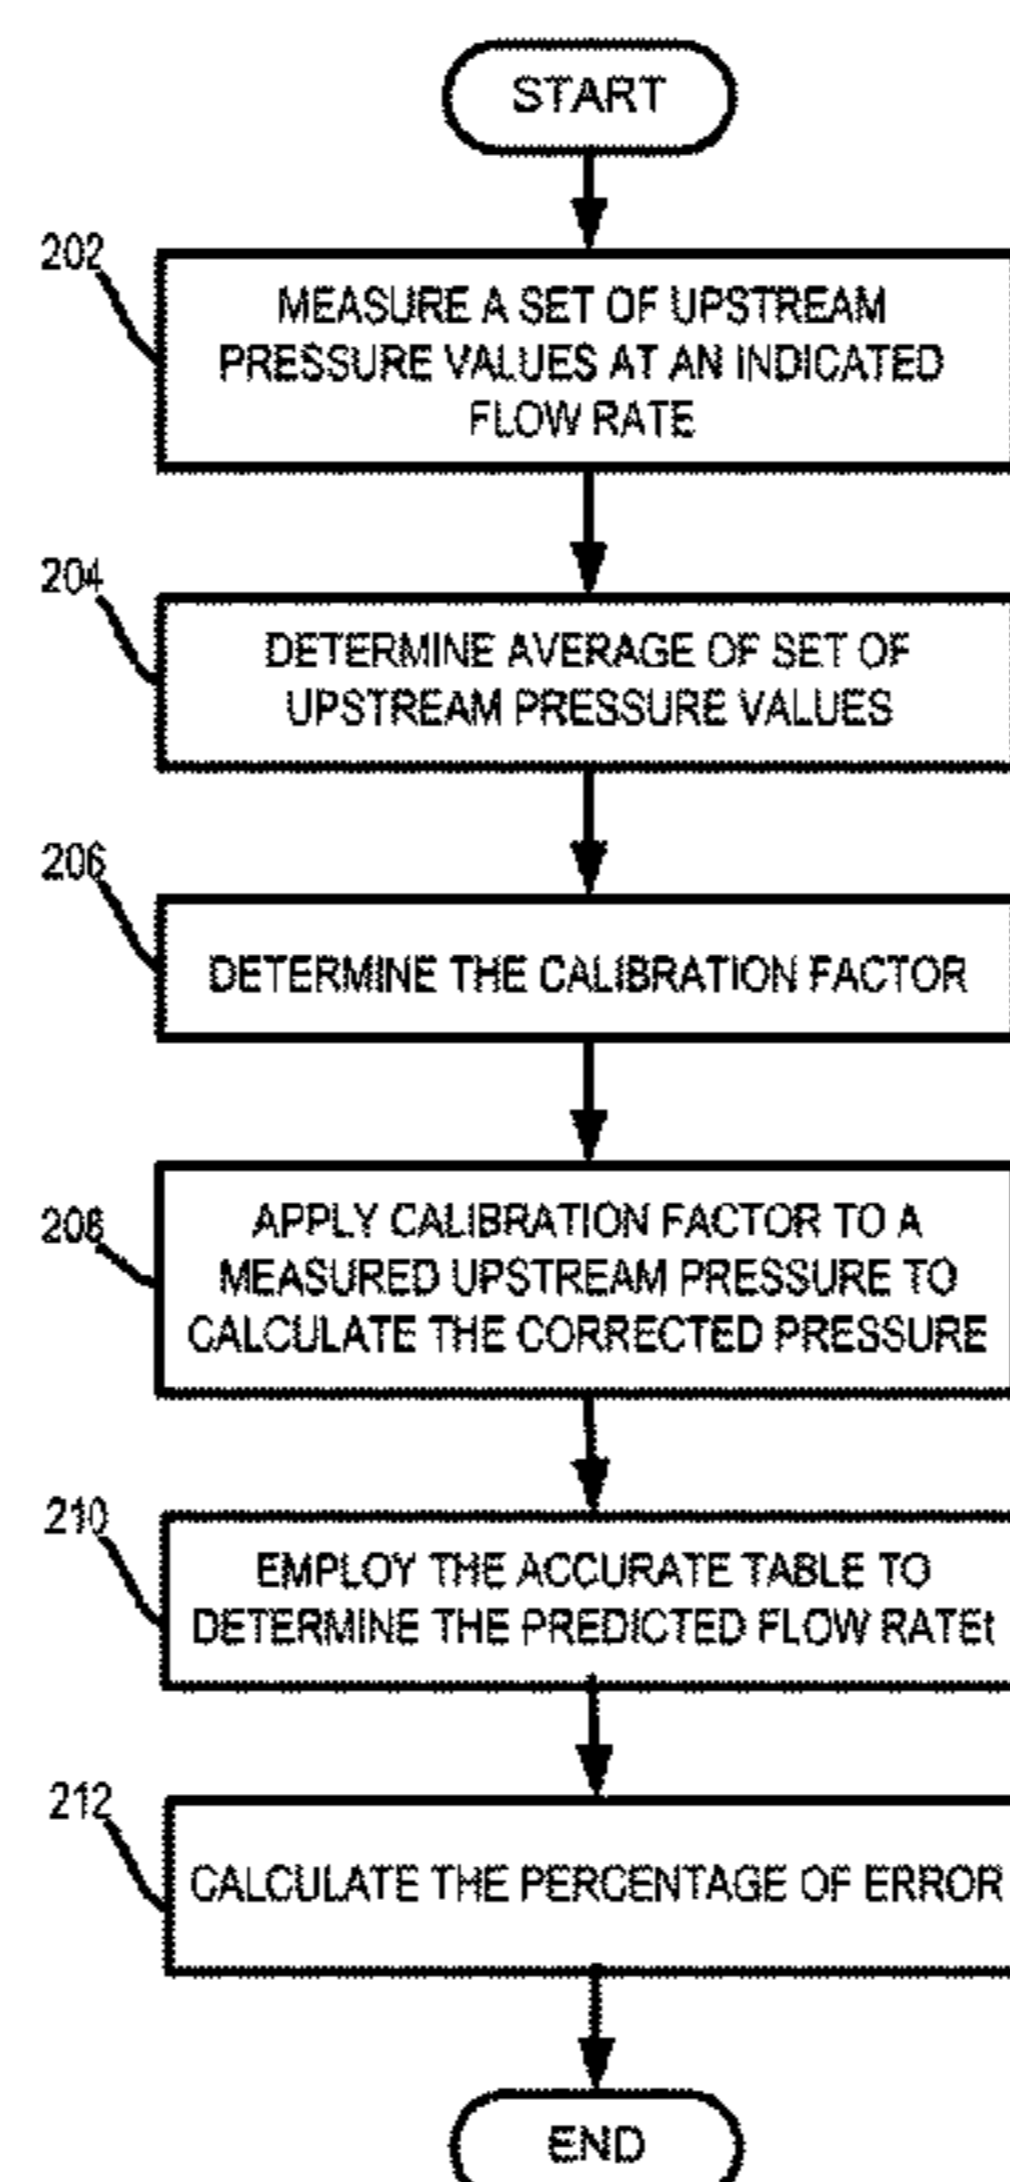 START
202
MEASURE A SET OF UPSTREAM
PRESSURE VALUES AT AN INDICATED
FLOW RATE
204
DETERMINE AVERAGE OF SET OF
UPSTREAM PRESSURE VALUES
206
DETERMINE THE CALIBRATION FACTOR
208
APPLY CALIBRATION FACTOR TO A
MEASURED UPSTREAM PRESSURE TO
CALCULATE THE CORRECTED PRESSURE
210
EMPLOY THE ACCURATE TABLE TO
DETERMINE THE PREDICTED FLOW RATEt
212
CALCULATE THE PERCENTAGE OF ERROR
END